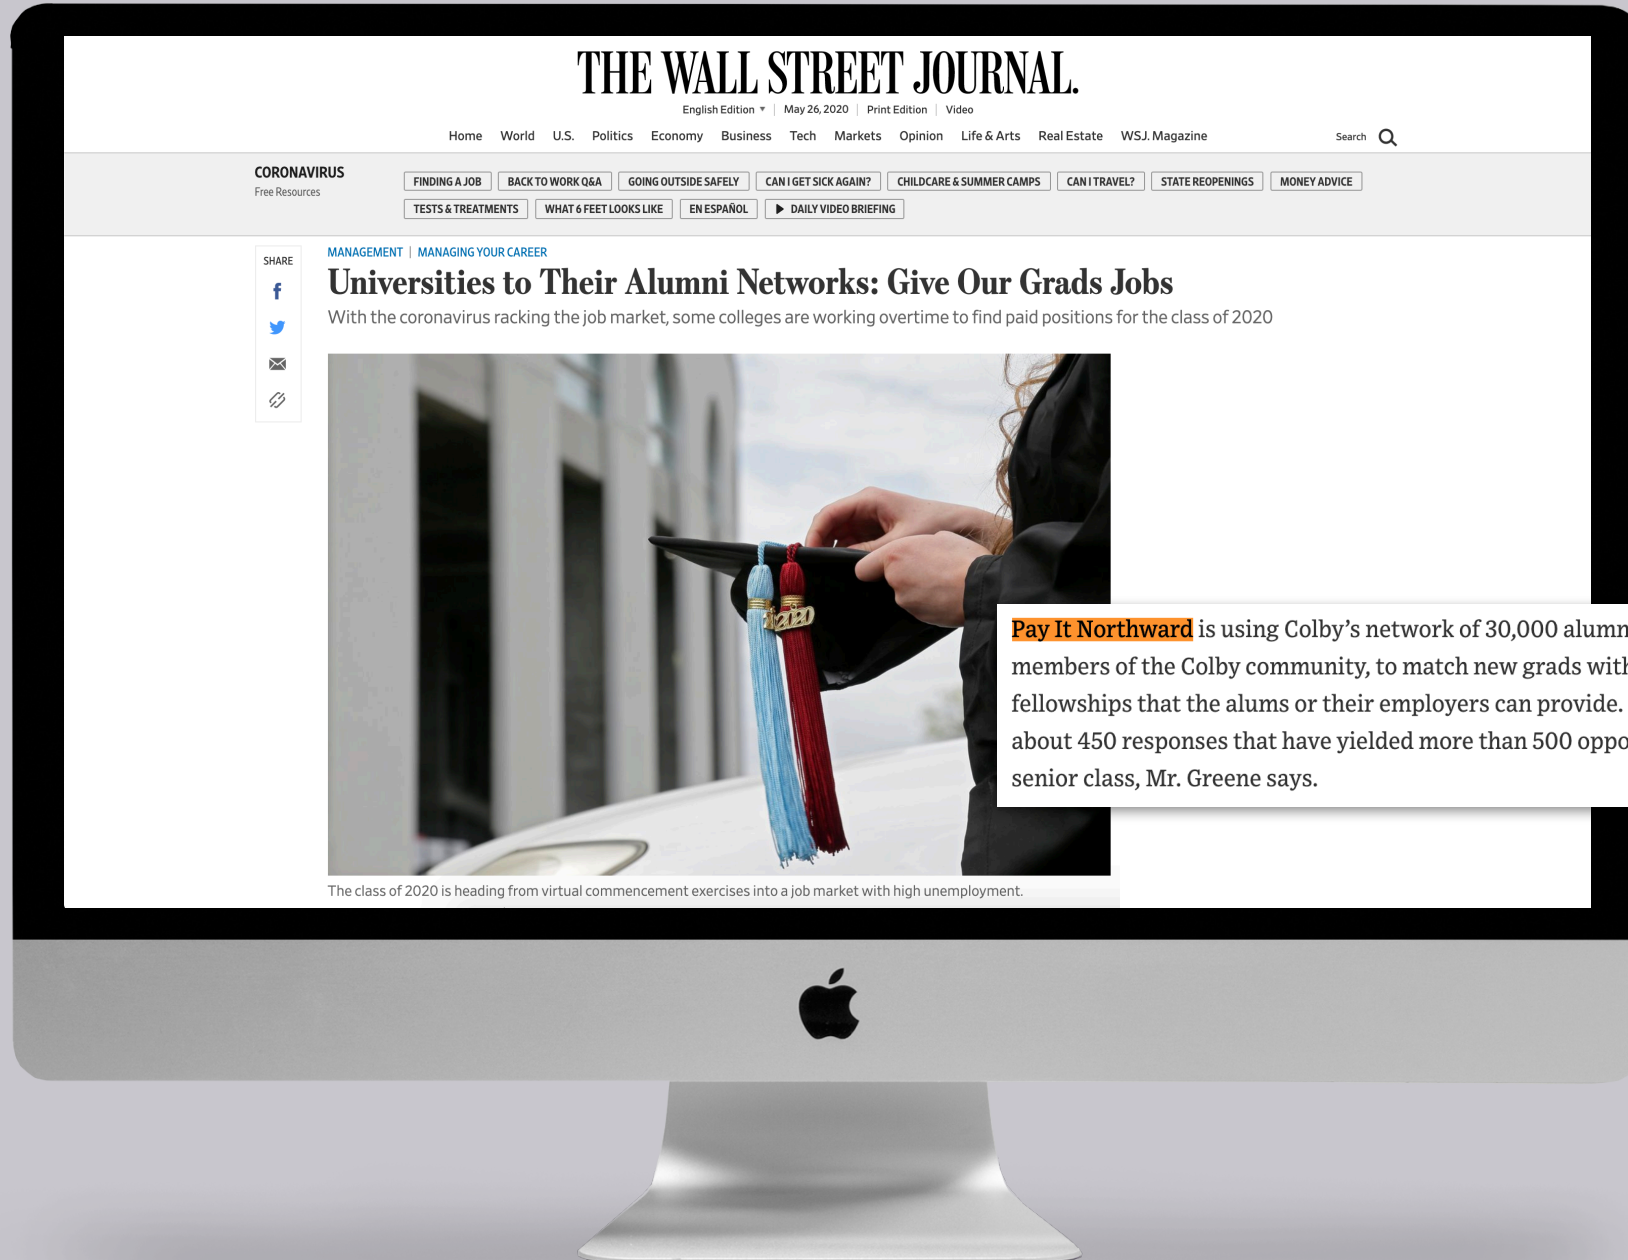 THE WALL STREET JOURNAL.
English Edition | May 26, 2020 | Print Edition | Video
Home World U.S. Politics Economy Business Tech Markets Opinion Life & Arts Real Estate WSJ. Magazine Search
CORONAVIRUS
Free Resources
FINDING A JOB BACK TO WORK Q&A GOING OUTSIDE SAFELY CAN I GET SICK AGAIN? CHILDCARE & SUMMER CAMPS CAN I TRAVEL? STATE REOPENINGS MONEY ADVICE
TESTS & TREATMENTS WHAT 6 FEET LOOKS LIKE EN ESPAÑOL DAILY VIDEO BRIEFING
SHARE
MANAGEMENT | MANAGING YOUR CAREER
Universities to Their Alumni Networks: Give Our Grads Jobs
With the coronavirus racking the job market, some colleges are working overtime to find paid positions for the class of 2020
2020
Pay It Northward is using Colby's network of 30,000
members of the Colby community, to match new grads
fellowships that the alums or their employers can provide.
about 450 responses that have yielded more than 500
senior class, Mr. Greene says.
The class of 2020 is heading from virtual commencement exercises into a job market with high unemployment.